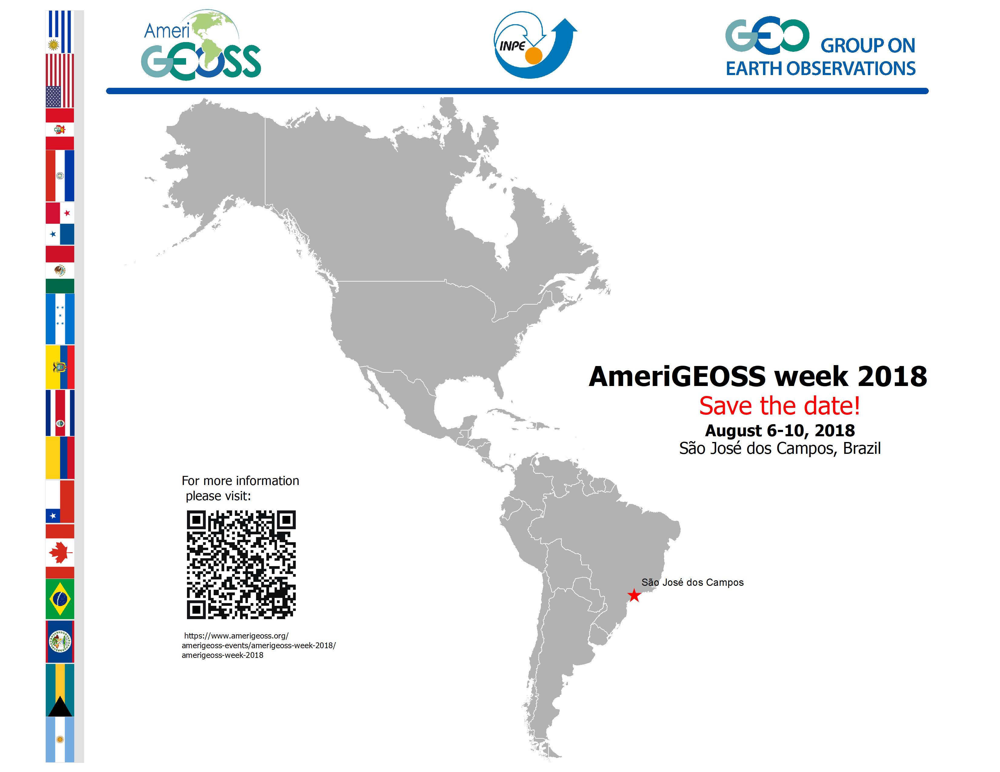 Ameri
GEOSS
INPE
GEO
GROUP ON
EARTH OBSERVATIONS
AmeriGEOSS week 2018
Save the date!
August 6-10, 2018
São José dos Campos, Brazil
For more information
please visit:
São José dos Campos
https://www.amerigeoss.org/
amerigeoss-events/amerigeoss-week-2018/
amerigeoss-week-2018